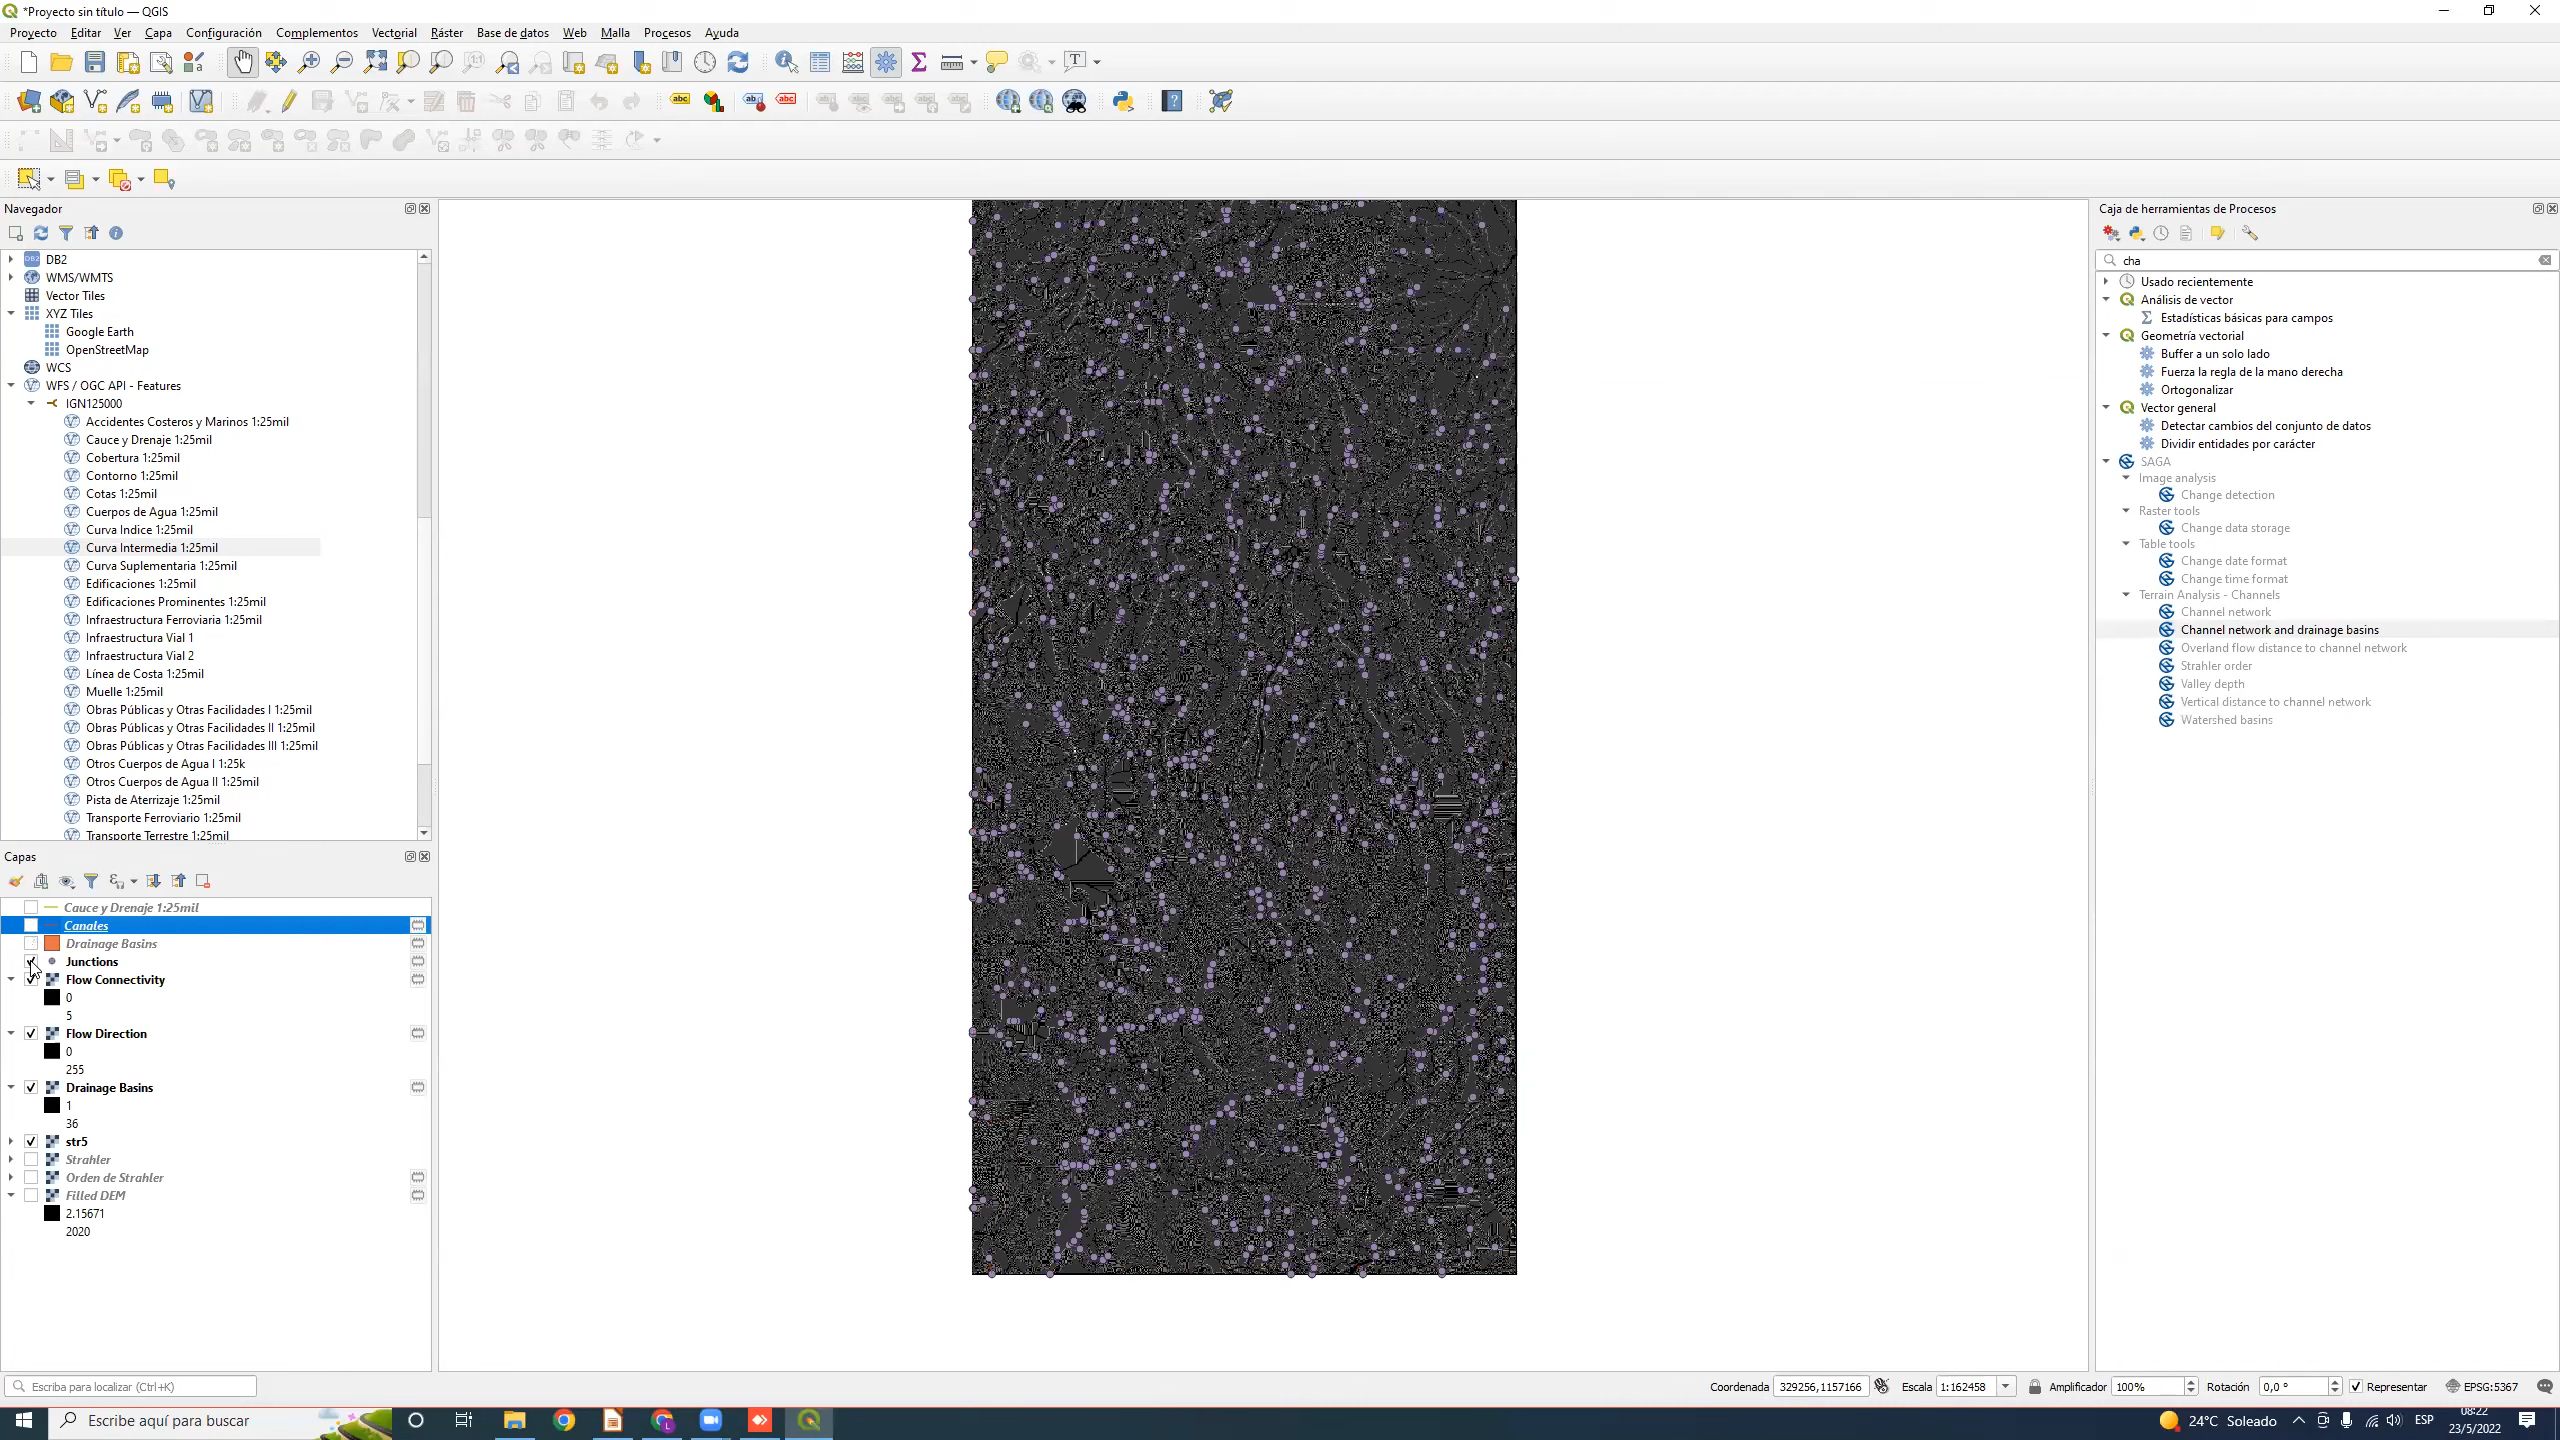 *Proyecto sin título — QGIS
Proyecto Editar Ver Capa Configuración Complementos Vectorial Ráster Base de datos Web Malla Procesos Ayuda
Navegador
DB2
WMS/WMTS
Vector Tiles
XYZ Tiles
Google Earth
OpenStreetMap
WCS
WFS / OGC API - Features
IGN125000
Accidentes Costeros y Marinos 1:25mil
Cauce y Drenaje 1:25mil
Cobertura 1:25mil
Contorno 1:25mil
Cotas 1:25mil
Cuerpos de Agua 1:25mil
Curva Indice 1:25mil
Curva Intermedia 1:25mil
Curva Suplementaria 1:25mil
Edificaciones 1:25mil
Edificaciones Prominentes 1:25mil
Infraestructura Ferroviaria 1:25mil
Infraestructura Vial 1
Infraestructura Vial 2
Línea de Costa 1:25mil
Muelle 1:25mil
Obras Públicas y Otras Facilidades I 1:25mil
Obras Públicas y Otras Facilidades II 1:25mil
Obras Públicas y Otras Facilidades III 1:25mil
Otros Cuerpos de Agua I 1:25k
Otros Cuerpos de Agua II 1:25mil
Pista de Aterrizaje 1:25mil
Transporte Ferroviario 1:25mil
Transporte Terrestre 1:25mil
Capas
Cauce y Drenaje 1:25mil
Canales
Drainage Basins
Junctions
Flow Connectivity
0
5
Flow Direction
0
255
Drainage Basins
1
36
str5
Strahler
Orden de Strahler
Filled DEM
2.15671
2020
Caja de herramientas de Procesos
cha
Usado recientemente
Análisis de vector
Estadísticas básicas para campos
Geometría vectorial
Buffer a un solo lado
Fuerza la regla de la mano derecha
Ortogonalizar
Vector general
Detectar cambios del conjunto de datos
Dividir entidades por carácter
SAGA
Image analysis
Change detection
Raster tools
Change data storage
Table tools
Change date format
Change time format
Terrain Analysis - Channels
Channel network
Channel network and drainage basins
Overland flow distance to channel network
Strahler order
Valley depth
Vertical distance to channel network
Watershed basins
Escriba para localizar (Ctrl+K)
Coordenada 329256,1157166 Escala 1:162458 Amplificador 100% Rotación 0,0 ° Representar EPSG:5367
Escribe aquí para buscar
24°C Soleado ESP
08:22
23/5/2022